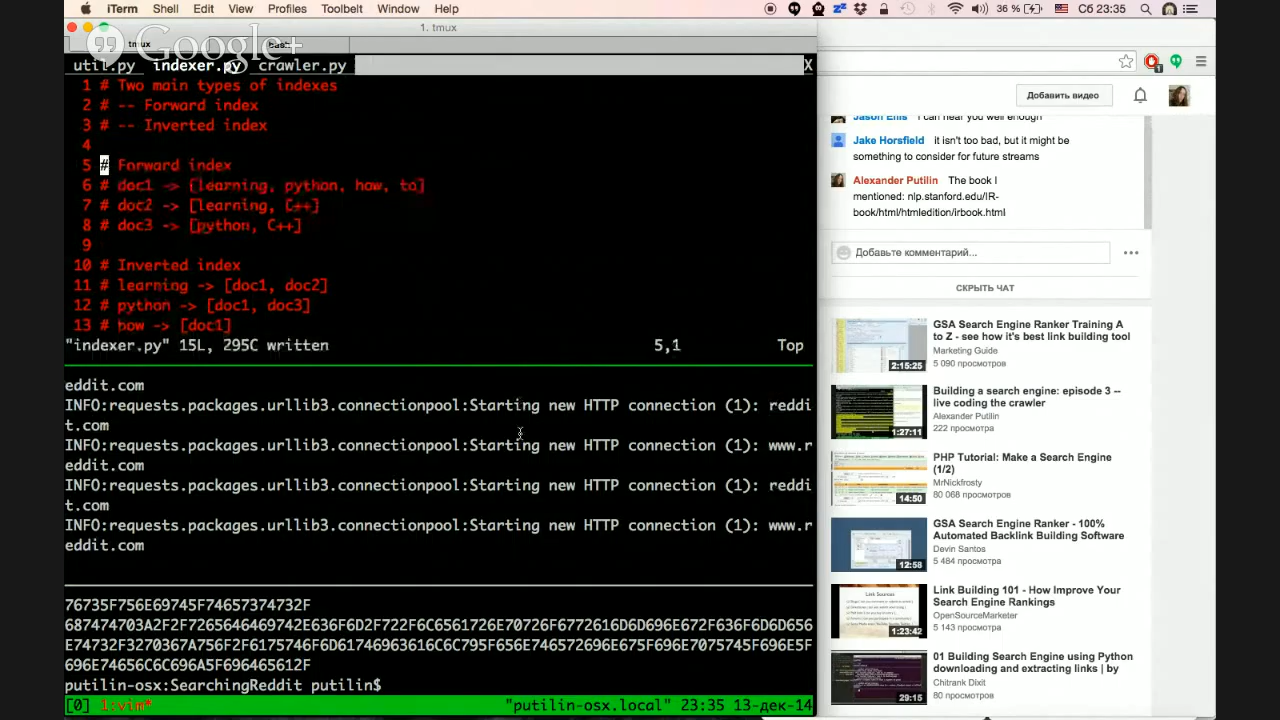 iTerm Shell Edit View Profiles Toolbelt Window Help 36 % Сб 23:35
1. tmux
tmux bash
Google+
util.py indexer.py crawler.py X
1 # Two main types of indexes
2 # -- Forward index
3 # -- Inverted index
4
5 # Forward index
6 # doc1 -> [learning, python, how, to]
7 # doc2 -> [learning, C++]
8 # doc3 -> [python, C++]
9
10 # Inverted index
11 # learning -> [doc1, doc2]
12 # python -> [doc1, doc3]
13 # how -> [doc1]
"indexer.py" 15L, 295C written 5,1 Top
eddit.com
INFO:requests.packages.urllib3.connectionpool:Starting new HTTP connection (1): reddi
t.com
INFO:requests.packages.urllib3.connectionpool:Starting new HTTP connection (1): www.r
eddit.com
INFO:requests.packages.urllib3.connectionpool:Starting new HTTP connection (1): reddi
t.com
INFO:requests.packages.urllib3.connectionpool:Starting new HTTP connection (1): www.r
eddit.com
putilin-osx:SearchingReddit putilin$
[0] 1:vim* "putilin-osx.local" 23:35 13-дек-14
Добавить видео
Jason Ellis I can hear you well enough
Jake Horsfield it isn't too bad, but it might be
something to consider for future streams
Alexander Putilin The book I
mentioned: nlp.stanford.edu/IR-
book/html/htmledition/irbook.html
Добавьте комментарий...
СКРЫТЬ ЧАТ
GSA Search Engine Ranker Training A
to Z - see how it's best link building tool
Marketing Guide
5 090 просмотров
2:15:25
Building a search engine: episode 3 --
live coding the crawler
Alexander Putilin
222 просмотра
1:27:11
PHP Tutorial: Make a Search Engine
(1/2)
MrNickfrosty
80 068 просмотров
14:50
GSA Search Engine Ranker - 100%
Automated Backlink Building Software
Devin Santos
5 484 просмотра
12:58
Link Building 101 - How Improve Your
Search Engine Rankings
OpenSourceMarketer
5 143 просмотра
1:23:42
01 Building Search Engine using Python
downloading and extracting links | by
Chitrank Dixit
80 просмотров
29:15